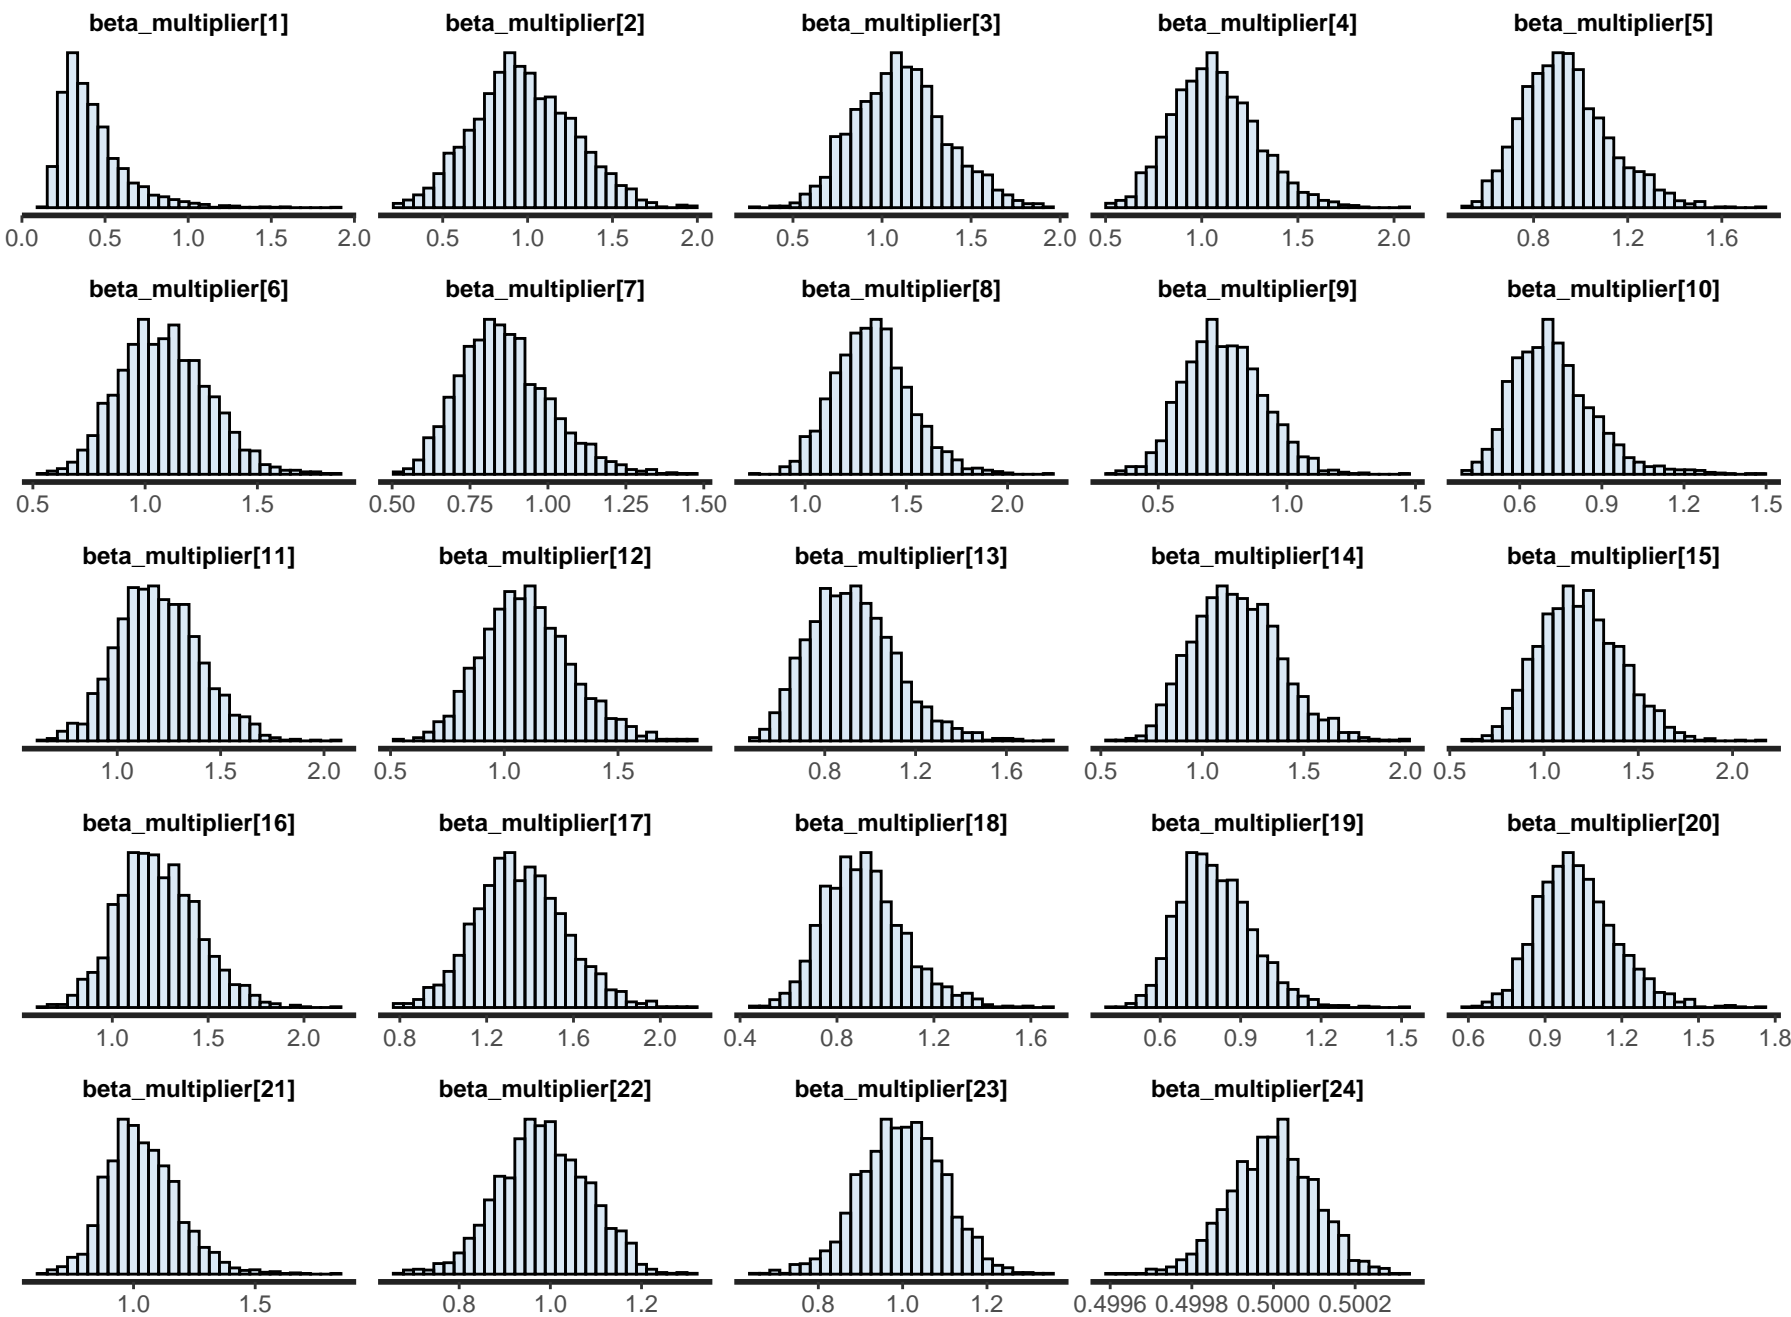 beta_multiplier[1] beta_multiplier[2] beta_multiplier[3] beta_multiplier[4] beta_multiplier[5]
0.0 0.5 1.0 1.5 2.0 0.5 1.0 1.5 2.0 0.5 1.0 1.5 2.0 0.5 1.0 1.5 2.0 0.8 1.2 1.6
beta_multiplier[6] beta_multiplier[7] beta_multiplier[8] beta_multiplier[9] beta_multiplier[10]
0.5 1.0 1.5 0.50 0.75 1.00 1.25 1.50 1.0 1.5 2.0 0.5 1.0 1.5 0.6 0.9 1.2 1.5
beta_multiplier[11] beta_multiplier[12] beta_multiplier[13] beta_multiplier[14] beta_multiplier[15]
1.0 1.5 2.0 0.5 1.0 1.5 0.8 1.2 1.6 0.5 1.0 1.5 2.0 0.5 1.0 1.5 2.0
beta_multiplier[16] beta_multiplier[17] beta_multiplier[18] beta_multiplier[19] beta_multiplier[20]
1.0 1.5 2.0 0.8 1.2 1.6 2.0 0.4 0.8 1.2 1.6 0.6 0.9 1.2 1.5 0.6 0.9 1.2 1.5 1.8
beta_multiplier[21] beta_multiplier[22] beta_multiplier[23] beta_multiplier[24]
1.0 1.5 0.8 1.0 1.2 0.8 1.0 1.2 0.4996 0.4998 0.5000 0.5002